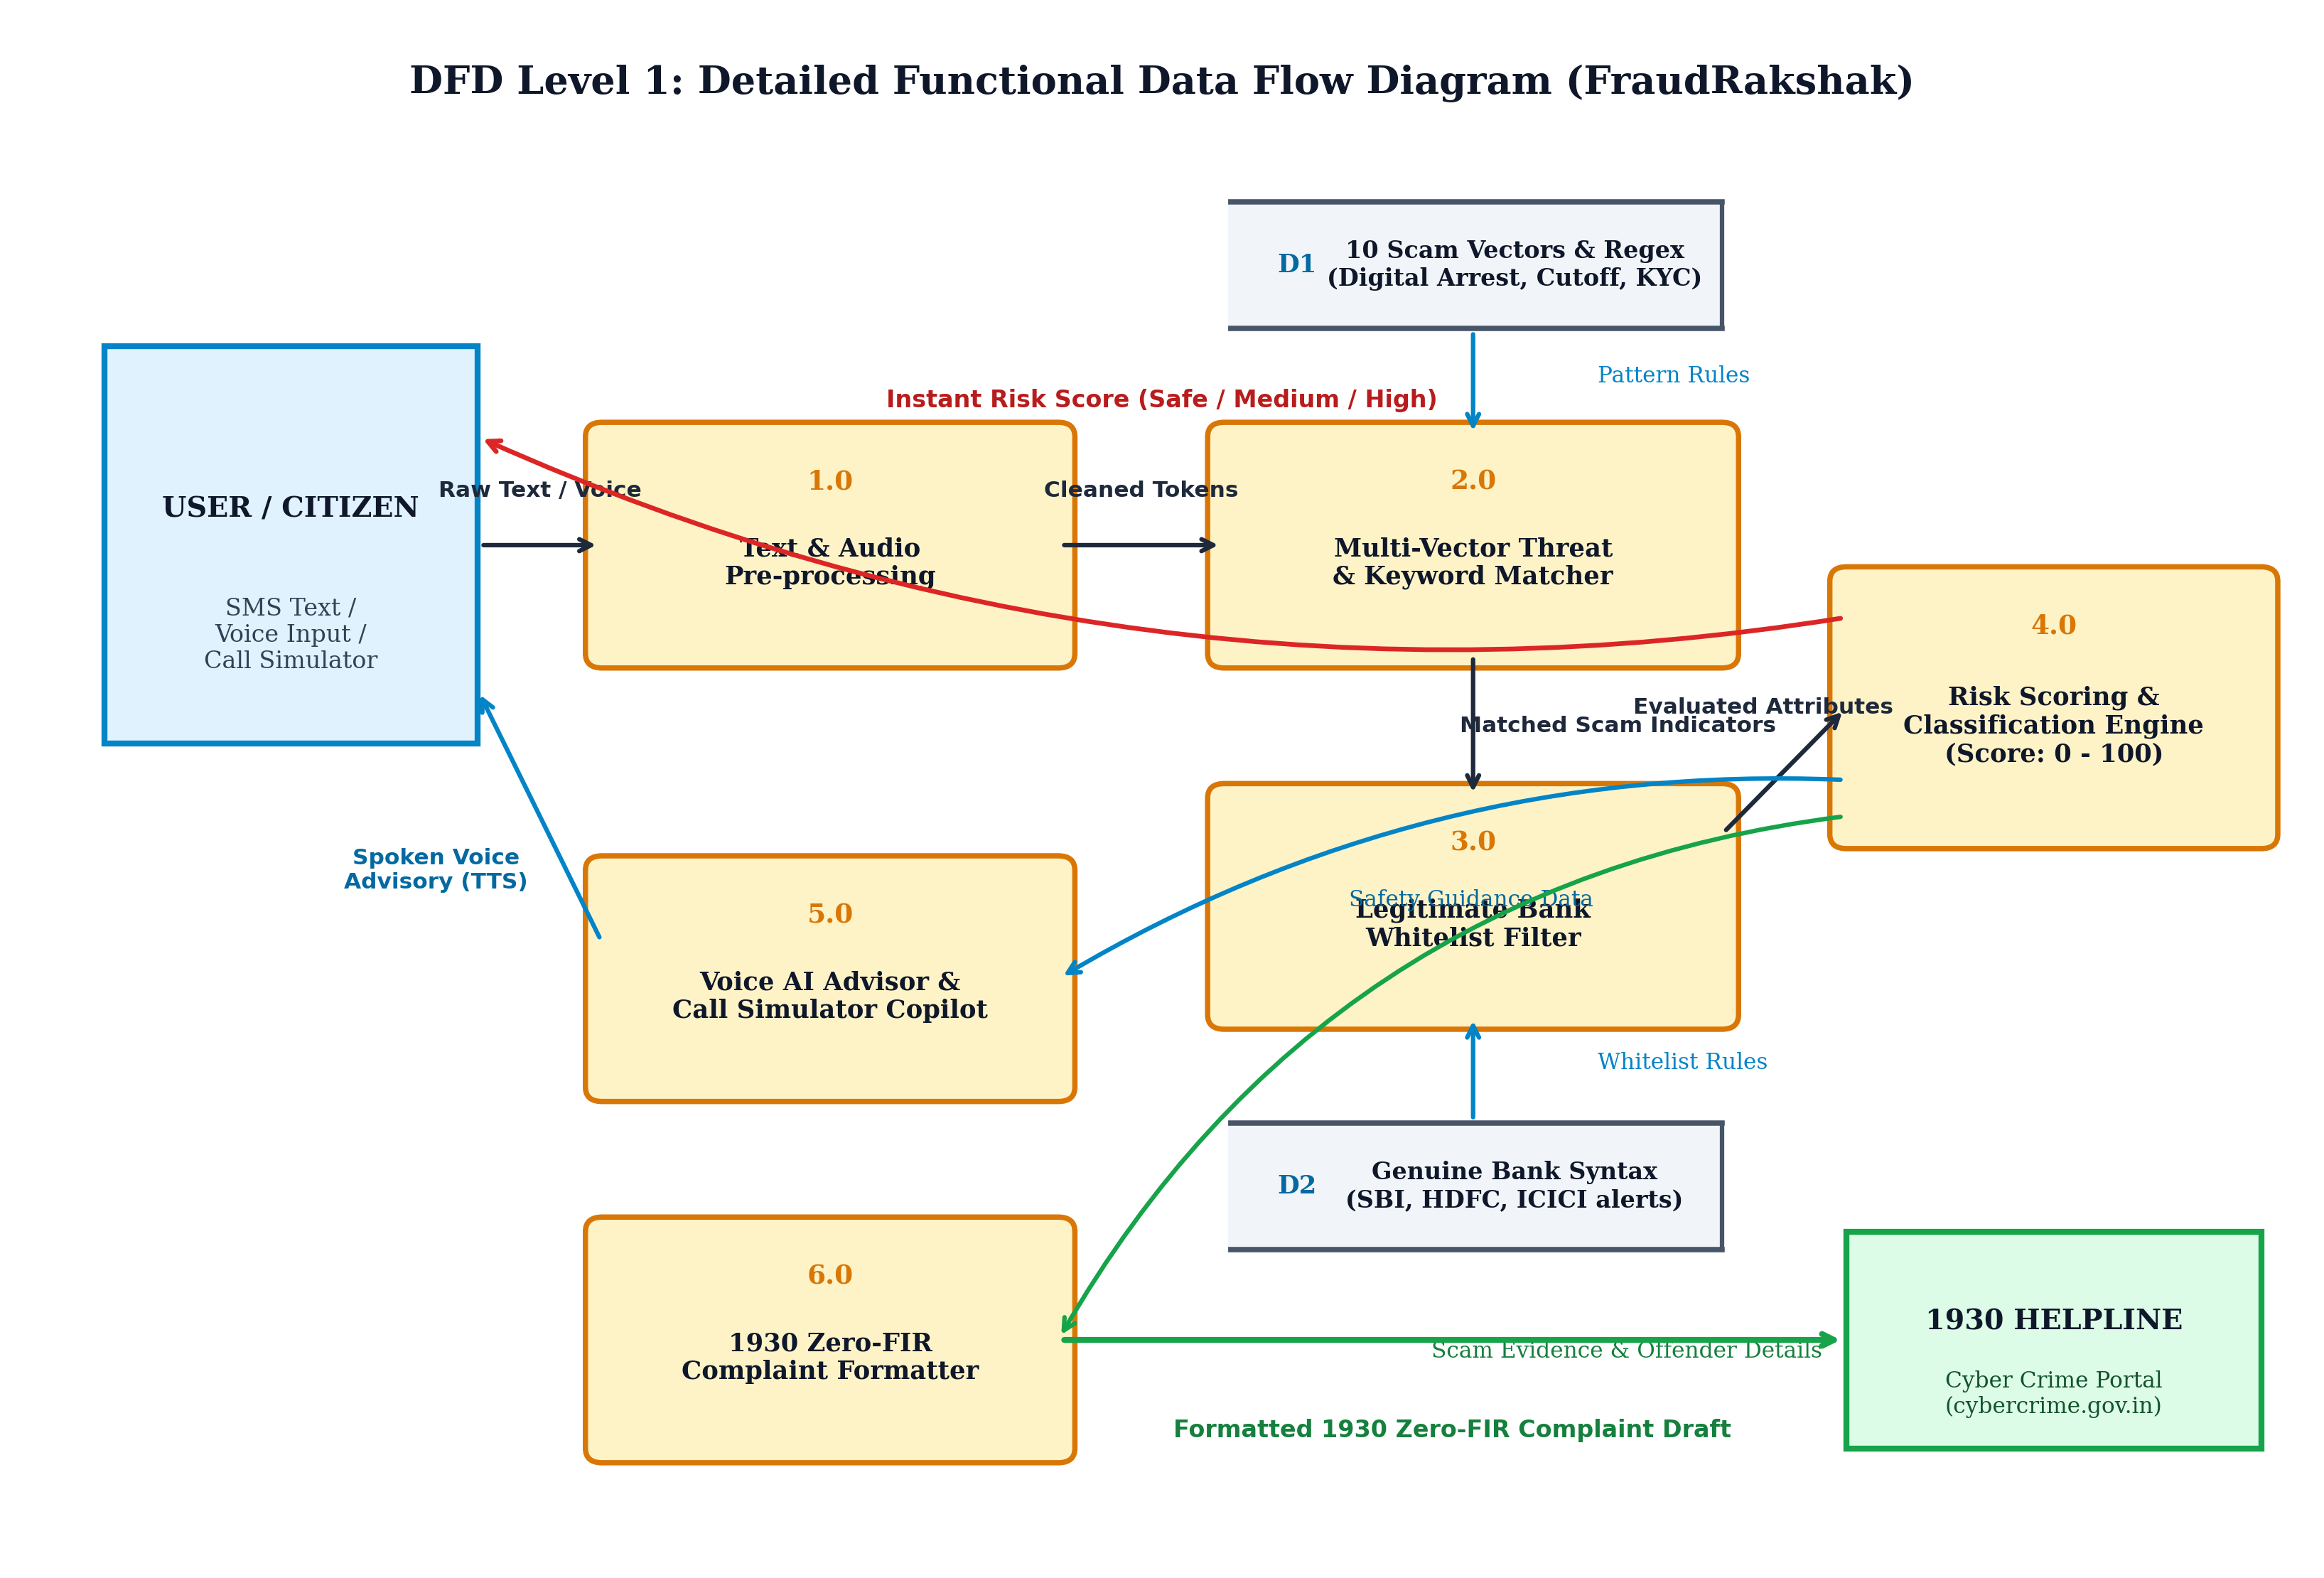 DFD Level 1: Detailed Functional Data Flow Diagram (FraudRakshak)
D1
10 Scam Vectors & Regex
(Digital Arrest, Cutoff, KYC)
Pattern Rules
Instant Risk Score (Safe / Medium / High)
USER / CITIZEN
SMS Text /
Voice Input /
Call Simulator
Raw Text / Voice
1.0
Text & Audio
Pre-processing
Cleaned Tokens
2.0
Multi-Vector Threat
& Keyword Matcher
4.0
Risk Scoring &
Classification Engine
(Score: 0 - 100)
Evaluated Attributes
Matched Scam Indicators
3.0
Safety Guidance Data
Legitimate Bank
Whitelist Filter
Spoken Voice
Advisory (TTS)
5.0
Voice AI Advisor &
Call Simulator Copilot
Whitelist Rules
D2
Genuine Bank Syntax
(SBI, HDFC, ICICI alerts)
6.0
1930 Zero-FIR
Complaint Formatter
Scam Evidence & Offender Details
Formatted 1930 Zero-FIR Complaint Draft
1930 HELPLINE
Cyber Crime Portal
(cybercrime.gov.in)